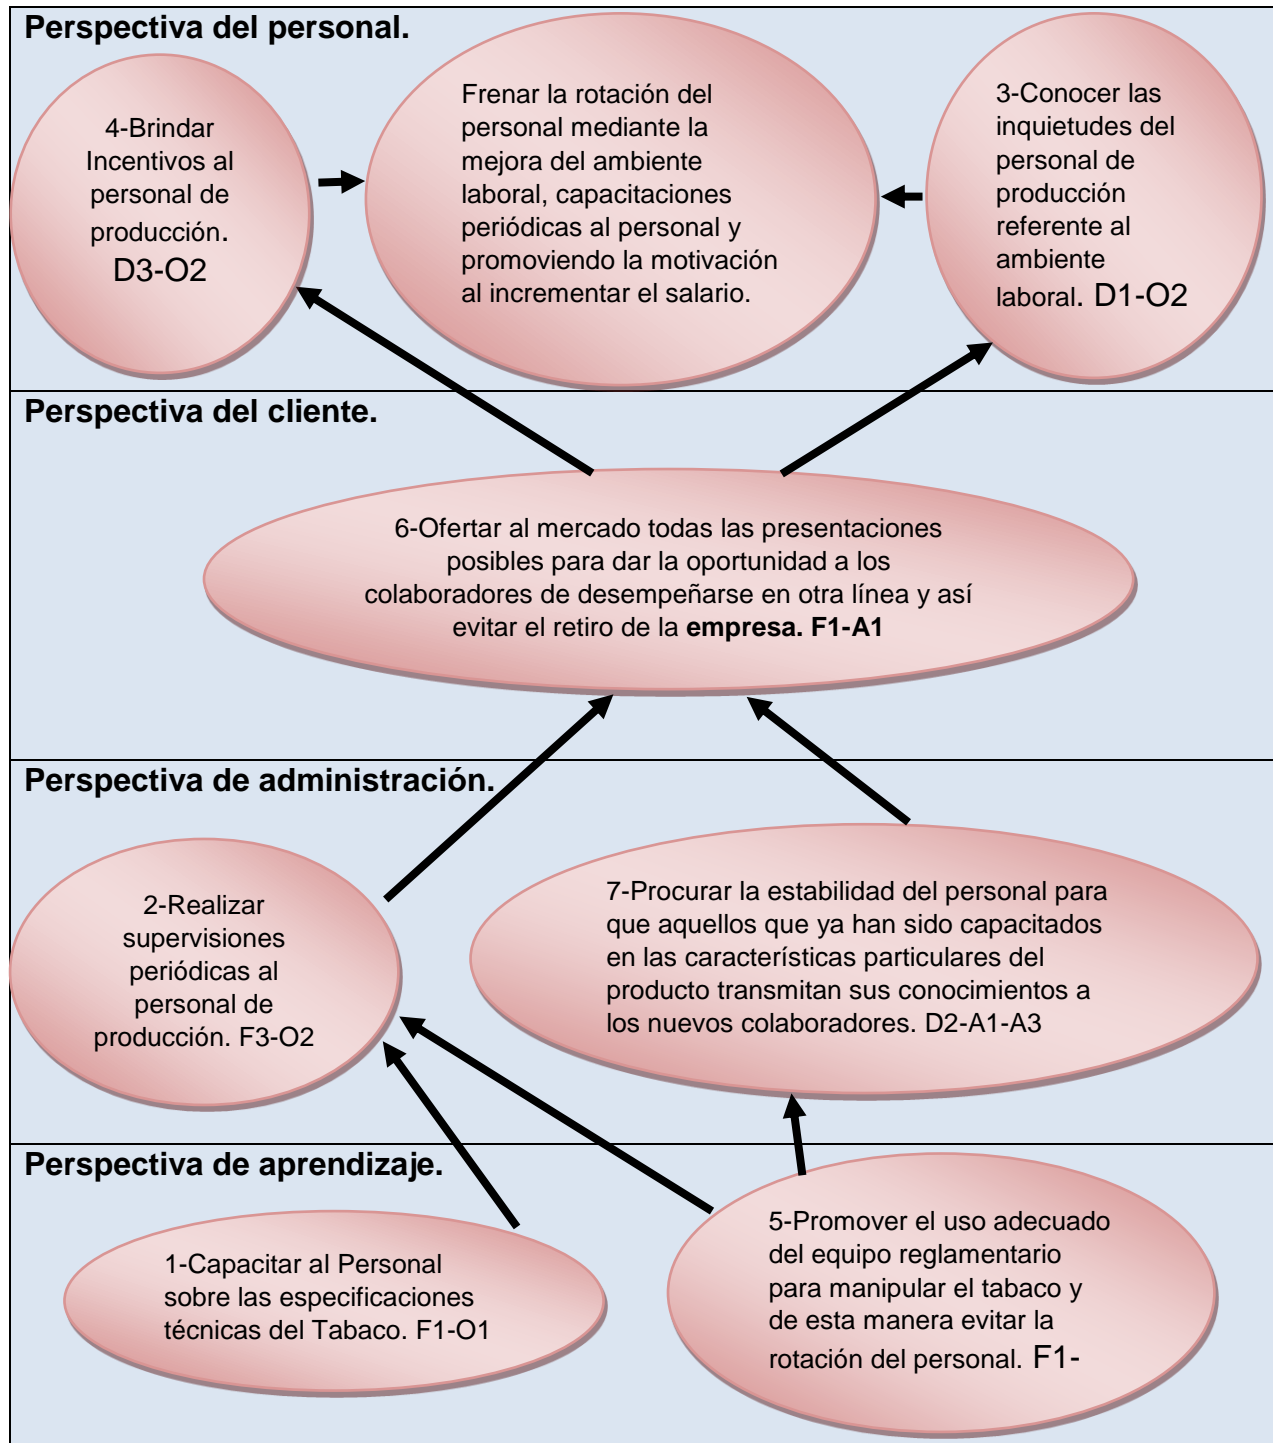 Perspectiva del personal.
4-Brindar
Incentivos al
personal de
producción.
D3-O2
Frenar la rotación del
personal mediante la
mejora del ambiente
laboral, capacitaciones
periódicas al personal y
promoviendo la motivación
al incrementar el salario.
3-Conocer las
inquietudes del
personal de
producción
referente al
ambiente
laboral. D1-O2
Perspectiva del cliente.
6-Ofertar al mercado todas las presentaciones
posibles para dar la oportunidad a los
colaboradores de desempeñarse en otra línea y así
evitar el retiro de la empresa. F1-A1
Perspectiva de administración.
2-Realizar
supervisiones
periódicas al
personal de
producción. F3-O2
7-Procurar la estabilidad del personal para
que aquellos que ya han sido capacitados
en las características particulares del
producto transmitan sus conocimientos a
los nuevos colaboradores. D2-A1-A3
Perspectiva de aprendizaje.
1-Capacitar al Personal
sobre las especificaciones
técnicas del Tabaco. F1-O1
5-Promover el uso adecuado
del equipo reglamentario
para manipular el tabaco y
de esta manera evitar la
rotación del personal. F1-